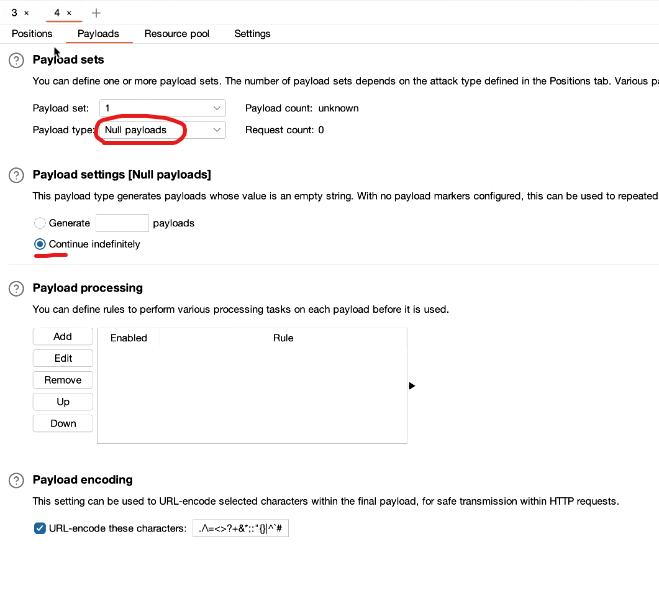 3 × 4 × +
Positions Payloads Resource pool Settings
? Payload sets
You can define one or more payload sets. The number of payload sets depends on the attack type defined in the Positions tab. Various
Payload set: 1 Payload count: unknown
Payload type: Null payloads Request count: 0
? Payload settings [Null payloads]
This payload type generates payloads whose value is an empty string. With no payload markers configured, this can be used to repeated
Generate payloads
Continue indefinitely
? Payload processing
You can define rules to perform various processing tasks on each payload before it is used.
Add Enabled Rule
Edit
Remove
Up
Down
? Payload encoding
This setting can be used to URL-encode selected characters within the final payload, for safe transmission within HTTP requests.
URL-encode these characters: ./\=<>?+&*;:"{}|^`#